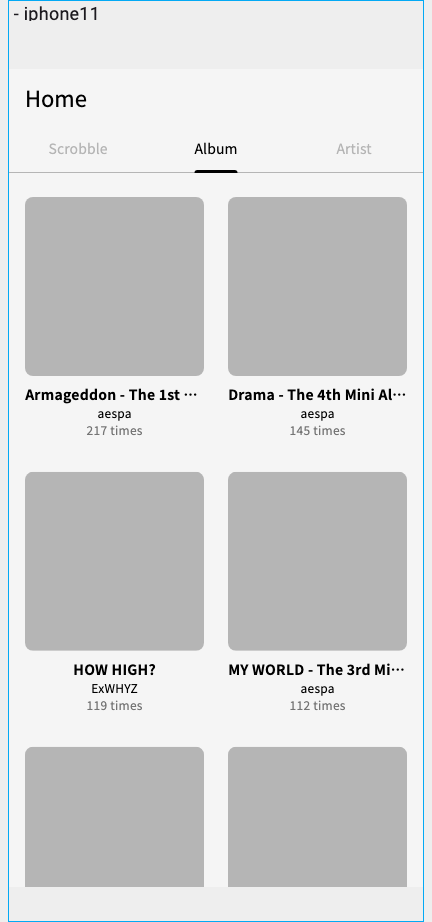 - iphone11
Home
Scrobble Album Artist
Armageddon - The 1st ⋯ Drama - The 4th Mini Al⋯
aespa aespa
217 times 145 times
HOW HIGH? MY WORLD - The 3rd Mi⋯
ExWHYZ aespa
119 times 112 times